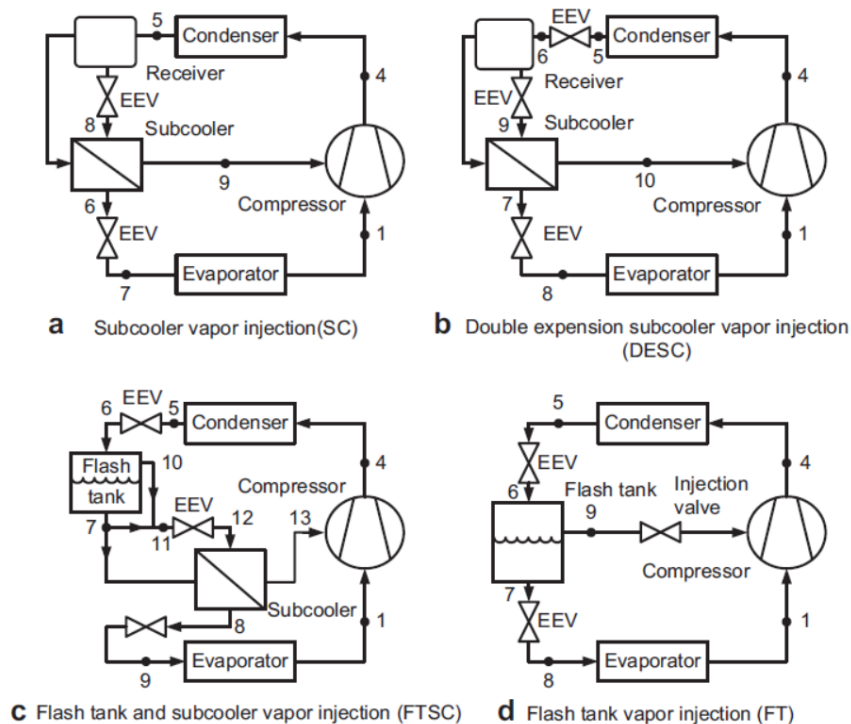 5
Condenser
Receiver
EEV
8
Subcooler
4
9
6
Compressor
EEV
1
Evaporator
7
a Subcooler vapor injection(SC)
EEV
6
5
Condenser
EEV
Receiver
9
Subcooler
4
10
7
Compressor
EEV
1
Evaporator
8
b Double expension subcooler vapor injection
(DESC)
EEV
6
5
Condenser
Flash
tank
10
4
Compressor
EEV
7
11
12
13
Subcooler
8
1
Evaporator
9
c Flash tank and subcooler vapor injection (FTSC)
5
Condenser
EEV
4
6
Flash tank
Injection
valve
9
Compressor
7
EEV
1
Evaporator
8
d Flash tank vapor injection (FT)